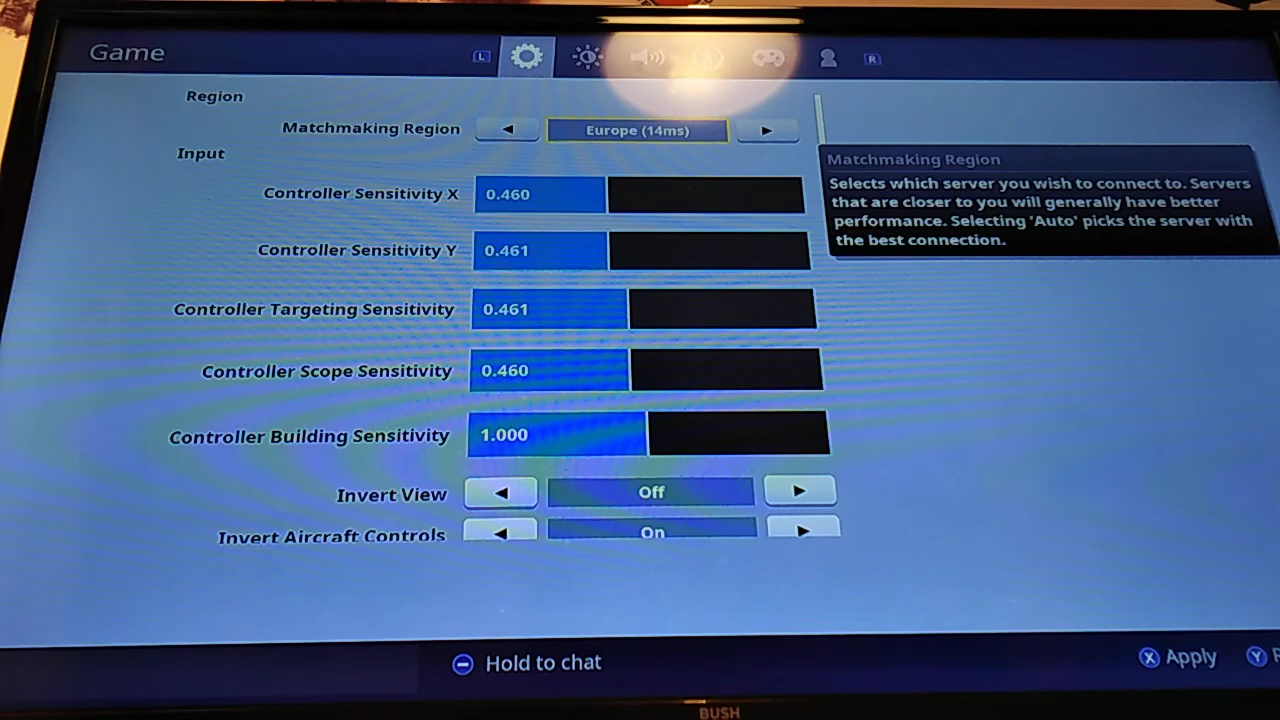 Game
L
R
Region
Matchmaking Region
Europe (14ms)
Input
Controller Sensitivity X
0.460
Controller Sensitivity Y
0.461
Controller Targeting Sensitivity
0.461
Controller Scope Sensitivity
0.460
Controller Building Sensitivity
1.000
Invert View
Off
Invert Aircraft Controls
On
Matchmaking Region
Selects which server you wish to connect to. Servers
that are closer to you will generally have better
performance. Selecting 'Auto' picks the server with
the best connection.
Hold to chat
X Apply
Y
BUSH